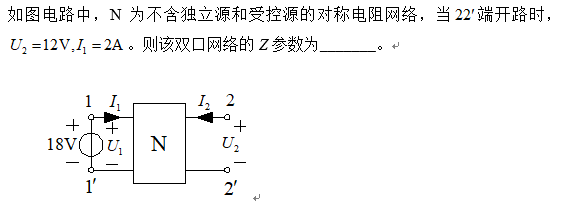 如图电路中，N 为不含独立源和受控源的对称电阻网络，当 22′端开路时，
U₂=12V, I₁=2A。则该双口网络的 Z 参数为______。↵
1 I₁ I₂ 2
+ + +
18V U₁ N U₂
− − −
1′ 2′ ↵